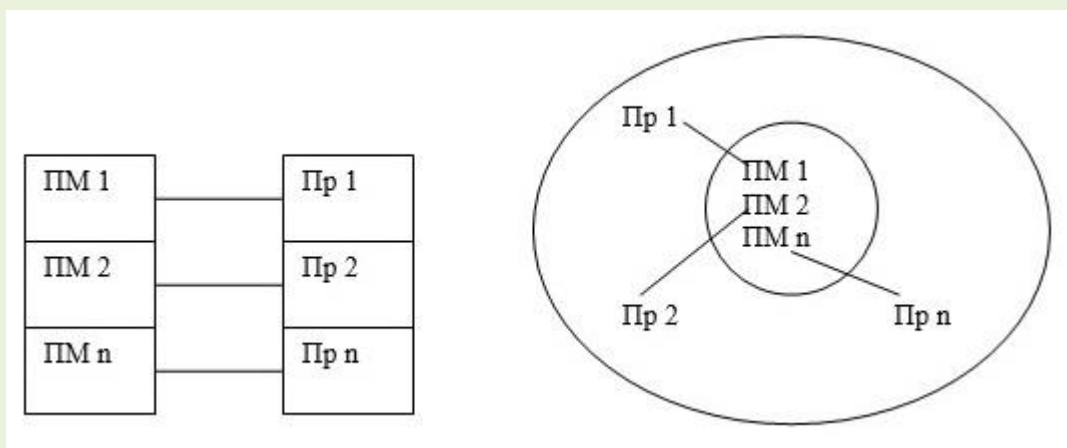 ПМ 1 Пр 1
ПМ 2 Пр 2
ПМ n Пр n
Пр 1
ПМ 1
ПМ 2
ПМ n
Пр 2 Пр n